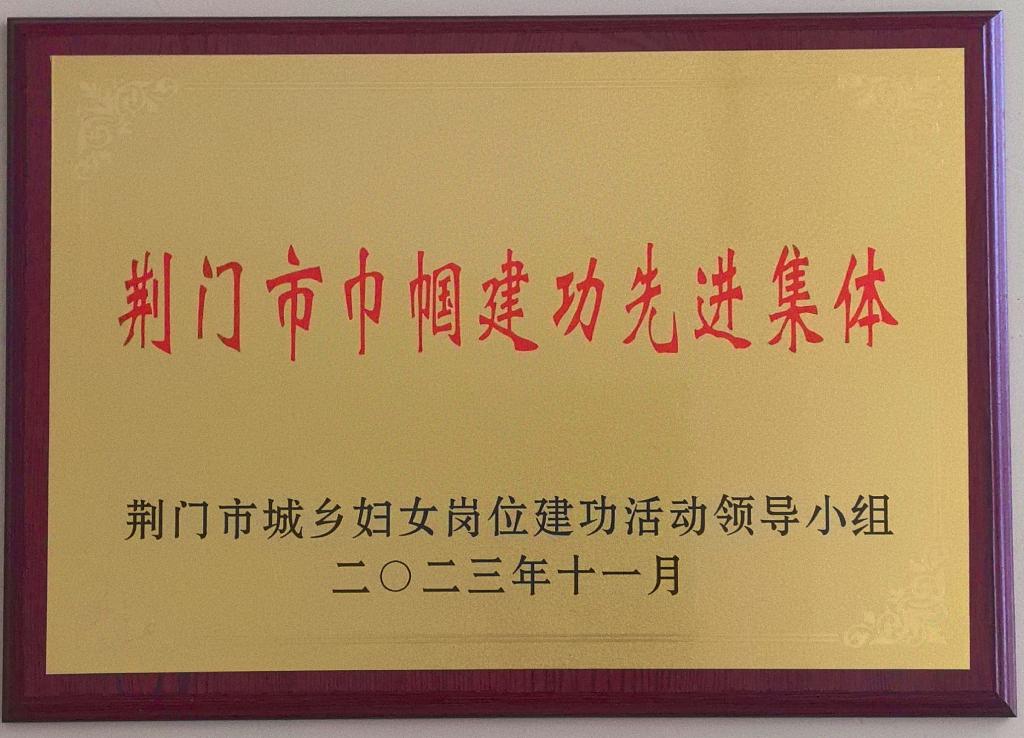 荆门市巾帼建功先进集体
荆门市城乡妇女岗位建功活动领导小组
二〇二三年十一月